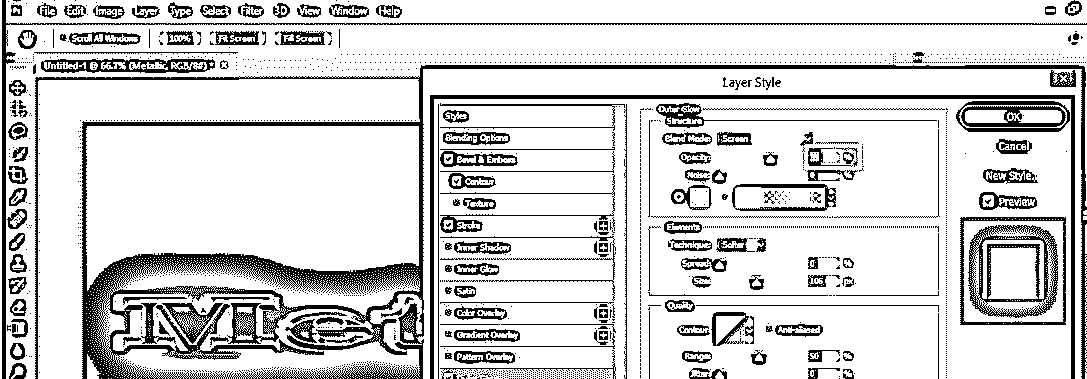 File Edit Image Layer Type Select Filter 3D View Window Help
Scroll All Windows 100% Fit Screen Fill Screen
Untitled-1 @ 66.7% (Metallic, RGB/8#) *
Layer Style
Styles
Blending Options
Bevel & Emboss
Contour
Texture
Stroke
Inner Shadow
Inner Glow
Satin
Color Overlay
Gradient Overlay
Pattern Overlay
Outer Glow
Structure
Blend Mode: Screen
Opacity: %
Noise: %
Elements
Technique: Softer
Spread: 0 %
Size: px
Quality
Contour: Anti-aliased
Range: 50 %
Jitter: %
OK
Cancel
New Style...
Preview